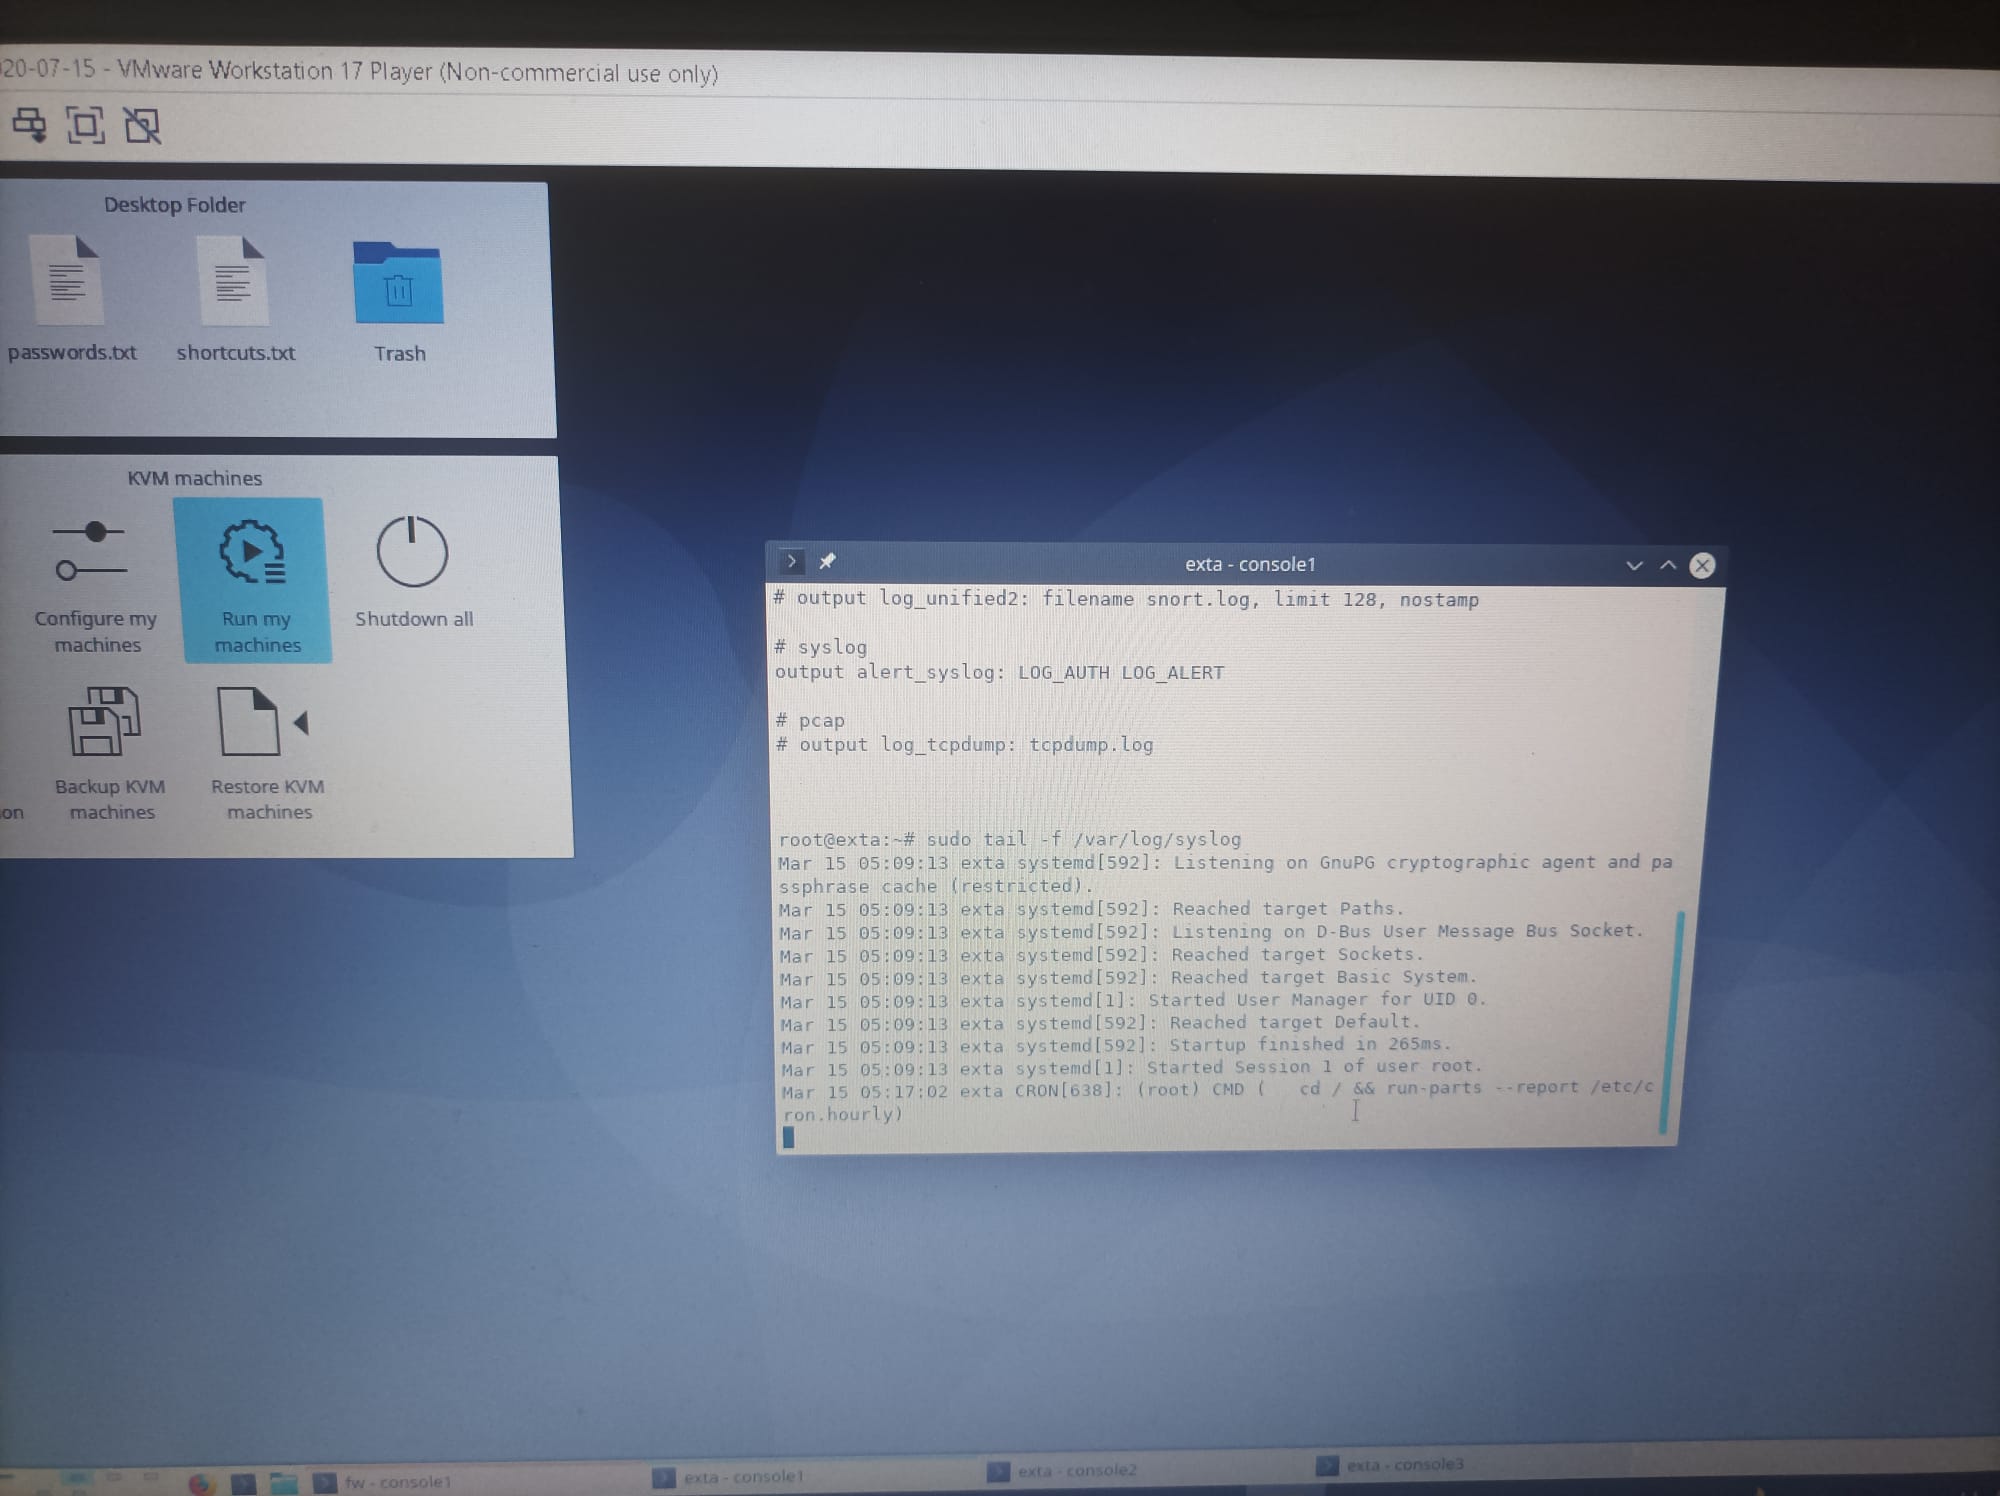 20-07-15 - VMware Workstation 17 Player (Non-commercial use only)
Desktop Folder
passwords.txt
shortcuts.txt
Trash
KVM machines
Configure my
machines
Run my
machines
Shutdown all
on
Backup KVM
machines
Restore KVM
machines
exta - console1
# output log_unified2: filename snort.log, limit 128, nostamp
# syslog
output alert_syslog: LOG_AUTH LOG_ALERT
# pcap
# output log_tcpdump: tcpdump.log
root@exta:~# sudo tail -f /var/log/syslog
Mar 15 05:09:13 exta systemd[592]: Listening on GnuPG cryptographic agent and pa
ssphrase cache (restricted).
Mar 15 05:09:13 exta systemd[592]: Reached target Paths.
Mar 15 05:09:13 exta systemd[592]: Listening on D-Bus User Message Bus Socket.
Mar 15 05:09:13 exta systemd[592]: Reached target Sockets.
Mar 15 05:09:13 exta systemd[592]: Reached target Basic System.
Mar 15 05:09:13 exta systemd[1]: Started User Manager for UID 0.
Mar 15 05:09:13 exta systemd[592]: Reached target Default.
Mar 15 05:09:13 exta systemd[592]: Startup finished in 265ms.
Mar 15 05:09:13 exta systemd[1]: Started Session 1 of user root.
Mar 15 05:17:02 exta CRON[638]: (root) CMD (   cd / && run-parts --report /etc/c
ron.hourly)
fw - console1
exta - console1
exta - console2
exta - console3